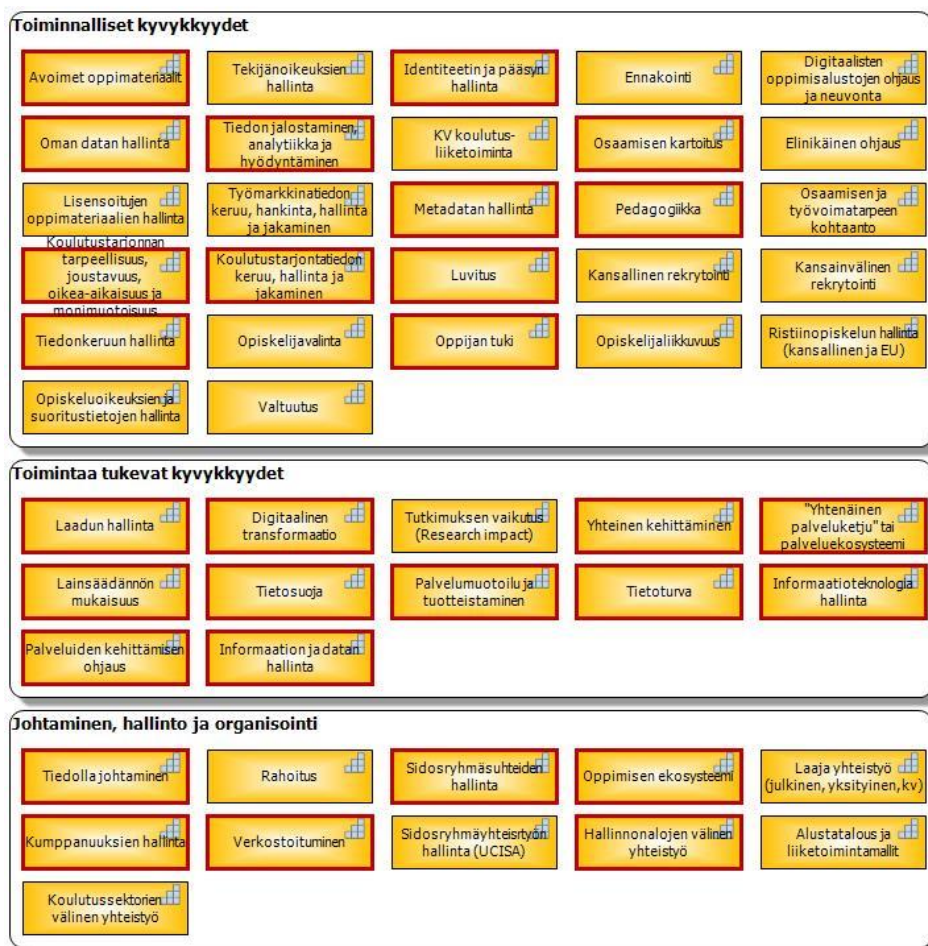 Toiminnalliset kyvykkyydet
Avoimet oppimateriaalit
Tekijänoikeuksien
hallinta
Identiteetin ja pääsyn
hallinta
Ennakointi
Digitaalisten
oppimisalustojen ohjaus
ja neuvonta
Oman datan hallinta
Tiedon jalostaminen,
analytiikka ja
hyödyntäminen
KV koulutus-
liiketoiminta
Osaamisen kartoitus
Elinikäinen ohjaus
Lisensoitujen
oppimateriaalien hallinta
Työmarkkinatiedon
keruu, hankinta, hallinta
ja jakaminen
Metadatan hallinta
Pedagogiikka
Osaamisen ja
työvoimatarpeen
kohtaanto
Koulutustarjonnan
tarpeellisuus,
joustavuus,
oikea-aikaisuus ja
monimuotoisuus
Koulutustarjontatiedon
keruu, hallinta ja
jakaminen
Luvitus
Kansallinen rekrytointi
Kansainvälinen
rekrytointi
Tiedonkeruun hallinta
Opiskelijavalinta
Oppijan tuki
Opiskelijaliikkuvuus
Ristiinopiskelun hallinta
(kansallinen ja EU)
Opiskeluoikeuksien ja
suoritustietojen hallinta
Valtuutus
Toimintaa tukevat kyvykkyydet
Laadun hallinta
Digitaalinen
transformaatio
Tutkimuksen vaikutus
(Research impact)
Yhteinen kehittäminen
"Yhtenäinen
palveluketju" tai
palveluekosysteemi
Lainsäädännön
mukaisuus
Tietosuoja
Palvelumuotoilu ja
tuotteistaminen
Tietoturva
Informaatioteknologia
hallinta
Palveluiden kehittämisen
ohjaus
Informaation ja datan
hallinta
Johtaminen, hallinto ja organisointi
Tiedolla johtaminen
Rahoitus
Sidosryhmäsuhteiden
hallinta
Oppimisen ekosysteemi
Laaja yhteistyö
(julkinen, yksityinen, kv)
Kumppanuuksien hallinta
Verkostoituminen
Sidosryhmäyhteisrtyön
hallinta (UCISA)
Hallinnonalojen välinen
yhteistyö
Alustatalous ja
liiketoimintamallit
Koulutussektorien
välinen yhteistyö